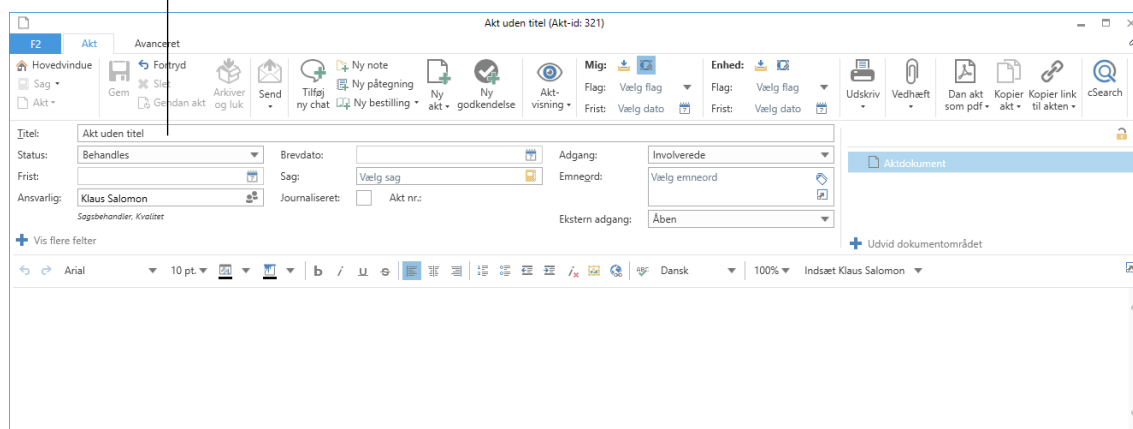 Akt uden titel (Akt-id: 321)
F2 Akt Avanceret
Hovedvindue
Sag
Akt
Gem
Fortryd
Slet
Gendan akt
Arkiver og luk
Send
Tilføj ny chat
Ny note
Ny påtegning
Ny bestilling
Ny akt
Ny godkendelse
Akt-visning
Mig:
Flag: Vælg flag
Frist: Vælg dato
Enhed:
Flag: Vælg flag
Frist: Vælg dato
Udskriv
Vedhæft
Dan akt som pdf
Kopier akt
Kopier link til akten
cSearch
Titel: Akt uden titel
Status: Behandles Brevdato: Adgang: Involverede
Frist: Sag: Vælg sag Emneord: Vælg emneord
Ansvarlig: Klaus Salomon Journaliseret: Akt nr.:
Sagsbehandler, Kvalitet
Ekstern adgang: Åben
Vis flere felter
Aktdokument
Udvid dokumentområdet
Arial 10 pt. b i u s ABC Dansk 100% Indsæt Klaus Salomon